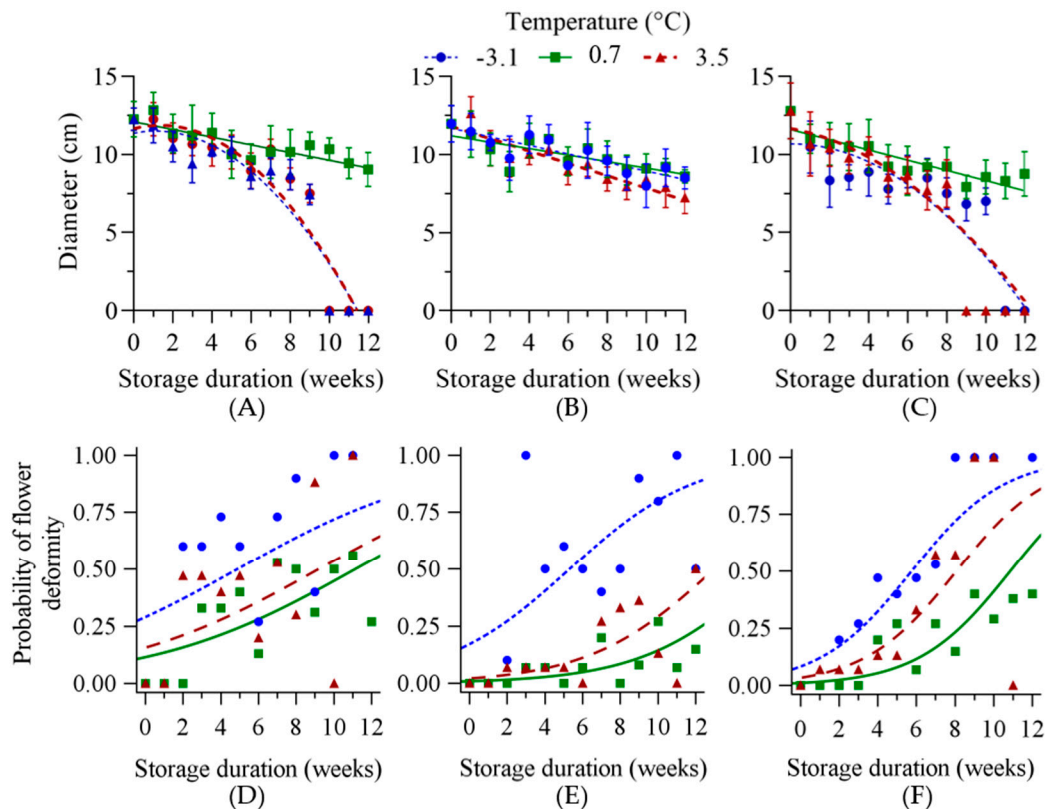 Temperature (°C)
-3.1 0.7 3.5
15 15 15
10 10 10
5 5 5
0 0 0
Diameter (cm)
0 2 4 6 8 10 12 0 2 4 6 8 10 12 0 2 4 6 8 10 12
Storage duration (weeks) Storage duration (weeks) Storage duration (weeks)
(A) (B) (C)
1.00 1.00 1.00
0.75 0.75 0.75
0.50 0.50 0.50
0.25 0.25 0.25
0.00 0.00 0.00
Probability of flower
deformity
0 2 4 6 8 10 12 0 2 4 6 8 10 12 0 2 4 6 8 10 12
Storage duration (weeks) Storage duration (weeks) Storage duration (weeks)
(D) (E) (F)